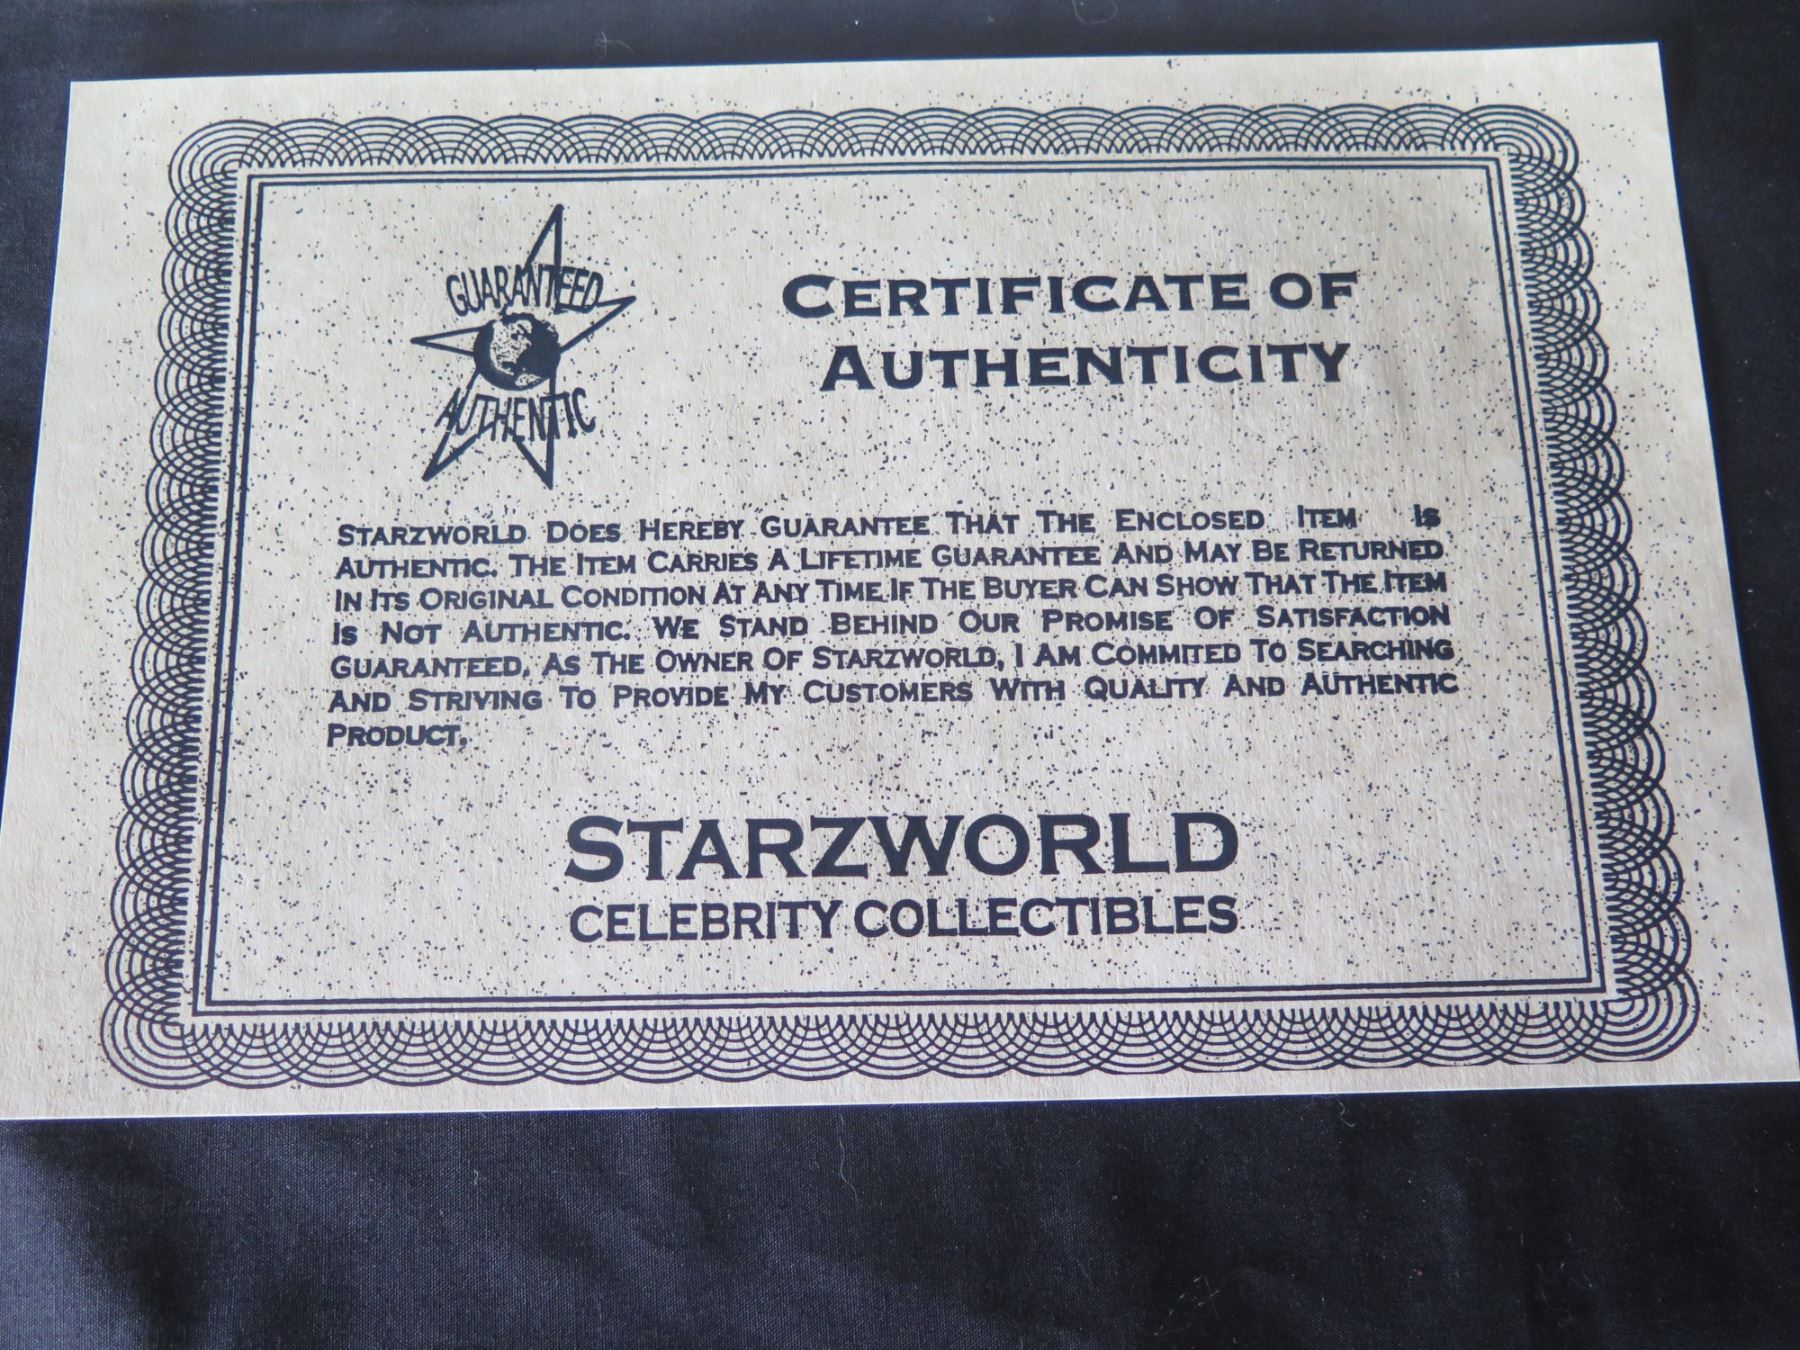 GUARANTEED
AUTHENTIC
CERTIFICATE OF
AUTHENTICITY
STARZWORLD DOES HEREBY GUARANTEE THAT THE ENCLOSED ITEM IS
AUTHENTIC. THE ITEM CARRIES A LIFETIME GUARANTEE AND MAY BE RETURNED
IN ITS ORIGINAL CONDITION AT ANY TIME IF THE BUYER CAN SHOW THAT THE ITEM
IS NOT AUTHENTIC. WE STAND BEHIND OUR PROMISE OF SATISFACTION
GUARANTEED. AS THE OWNER OF STARZWORLD, I AM COMMITED TO SEARCHING
AND STRIVING TO PROVIDE MY CUSTOMERS WITH QUALITY AND AUTHENTIC
PRODUCT.
STARZWORLD
CELEBRITY COLLECTIBLES